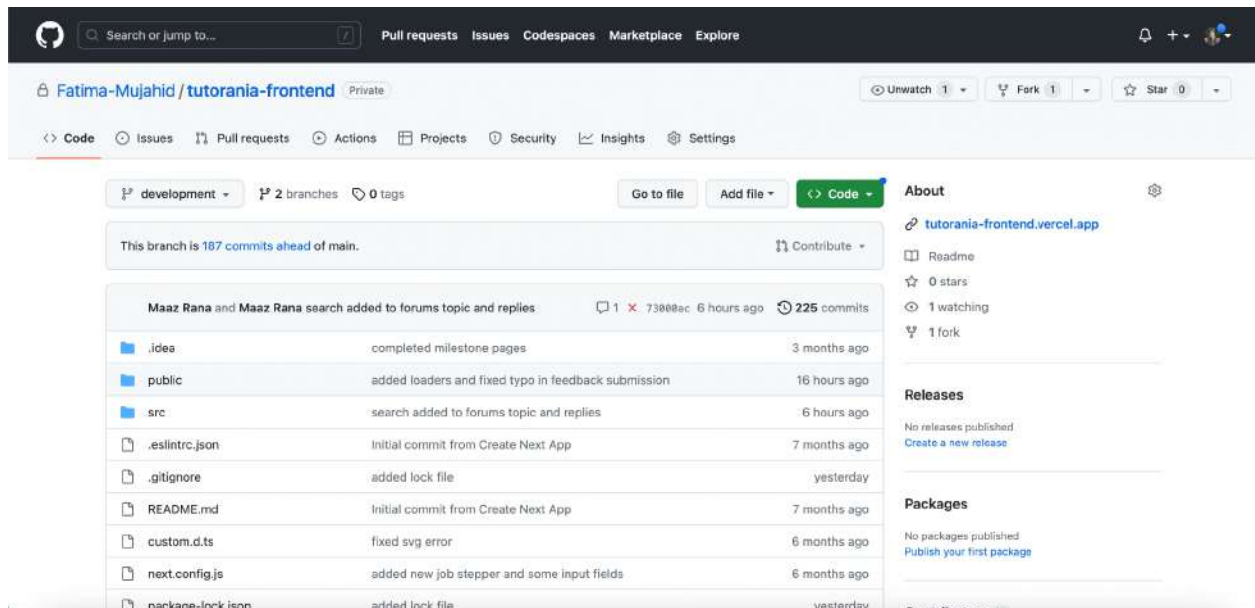 Search or jump to... / Pull requests Issues Codespaces Marketplace Explore
Fatima-Mujahid / tutorania-frontend Private Unwatch 1 Fork 1 Star 0
<> Code Issues Pull requests Actions Projects Security Insights Settings
development 2 branches 0 tags Go to file Add file <> Code
This branch is 187 commits ahead of main. Contribute
Maaz Rana and Maaz Rana search added to forums topic and replies 1 73000ac 6 hours ago 225 commits
.idea completed milestone pages 3 months ago
public added loaders and fixed typo in feedback submission 16 hours ago
src search added to forums topic and replies 6 hours ago
.eslintrc.json Initial commit from Create Next App 7 months ago
.gitignore added lock file yesterday
README.md Initial commit from Create Next App 7 months ago
custom.d.ts fixed svg error 6 months ago
next.config.js added new job stepper and some input fields 6 months ago
package-lock.json added lock file yesterday
About
tutorania-frontend.vercel.app
Readme
0 stars
1 watching
1 fork
Releases
No releases published
Create a new release
Packages
No packages published
Publish your first package